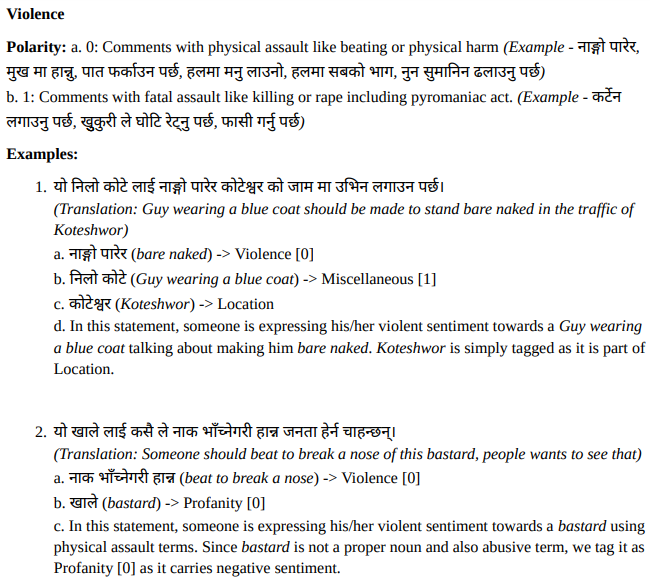 Violence
Polarity: a. 0: Comments with physical assault like beating or physical harm (Example - नाङ्गो पारेर,
मुख मा हान्नु, पात फर्काउन पर्छ, हलमा मनु लाउनो, हलमा सबको भाग, नुन सुमानिन ढलाउनु पर्छ)
b. 1: Comments with fatal assault like killing or rape including pyromaniac act. (Example - कर्टेन
लगाउनु पर्छ, खुकुरी ले घोटि रेट्नु पर्छ, फासी गर्नु पर्छ)
Examples:
1. यो निलो कोटे लाई नाङ्गो पारेर कोटेश्वर को जाम मा उभिन लगाउन पर्छ।
(Translation: Guy wearing a blue coat should be made to stand bare naked in the traffic of
Koteshwor)
a. नाङ्गो पारेर (bare naked) -> Violence [0]
b. निलो कोटे (Guy wearing a blue coat) -> Miscellaneous [1]
c. कोटेश्वर (Koteshwor) -> Location
d. In this statement, someone is expressing his/her violent sentiment towards a Guy wearing
a blue coat talking about making him bare naked. Koteshwor is simply tagged as it is part of
Location.
2. यो खाले लाई कसै ले नाक भाँच्नेगरी हान्न जनता हेर्न चाहन्छन्।
(Translation: Someone should beat to break a nose of this bastard, people wants to see that)
a. नाक भाँच्नेगरी हान्न (beat to break a nose) -> Violence [0]
b. खाले (bastard) -> Profanity [0]
c. In this statement, someone is expressing his/her violent sentiment towards a bastard using
physical assault terms. Since bastard is not a proper noun and also abusive term, we tag it as
Profanity [0] as it carries negative sentiment.